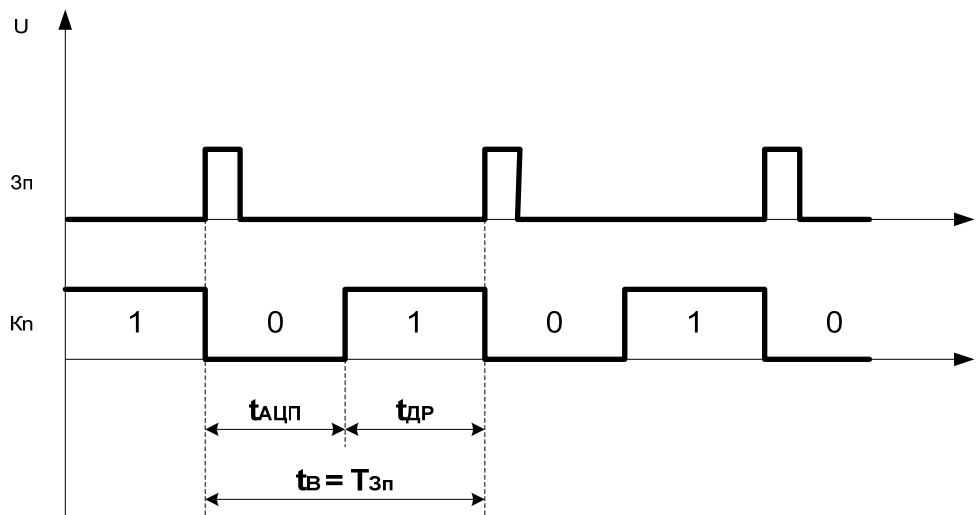 U
Зп
Кп
1 0 1 0 1 0
tАЦП tДР
tВ = TЗп